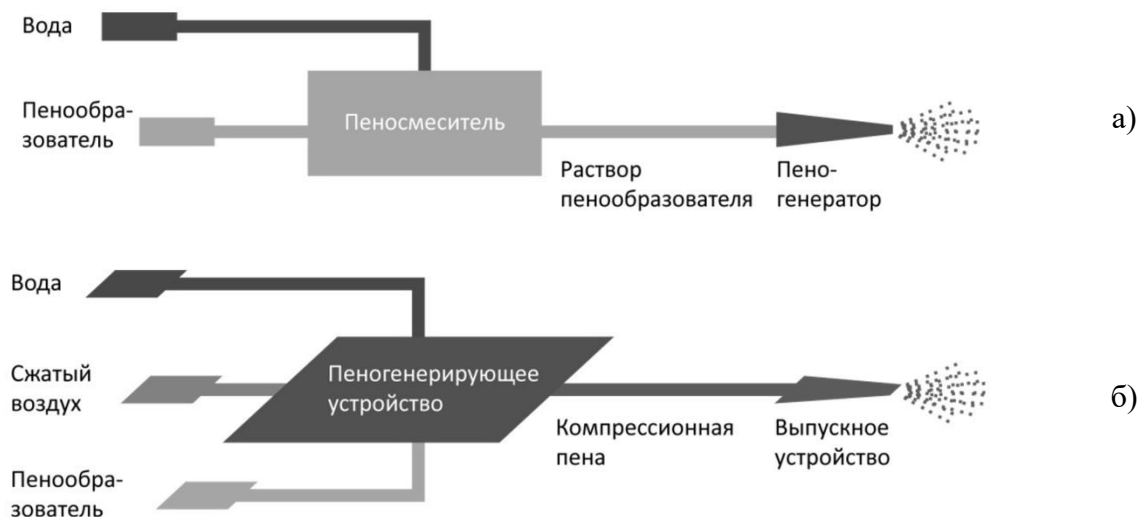 Вода
Пенообра-
зователь
Пеносмеситель
Раствор
пенообразователя
Пено-
генератор
а)
Вода
Сжатый
воздух
Пенообра-
зователь
Пеногенерирующее
устройство
Компрессионная
пена
Выпускное
устройство
б)